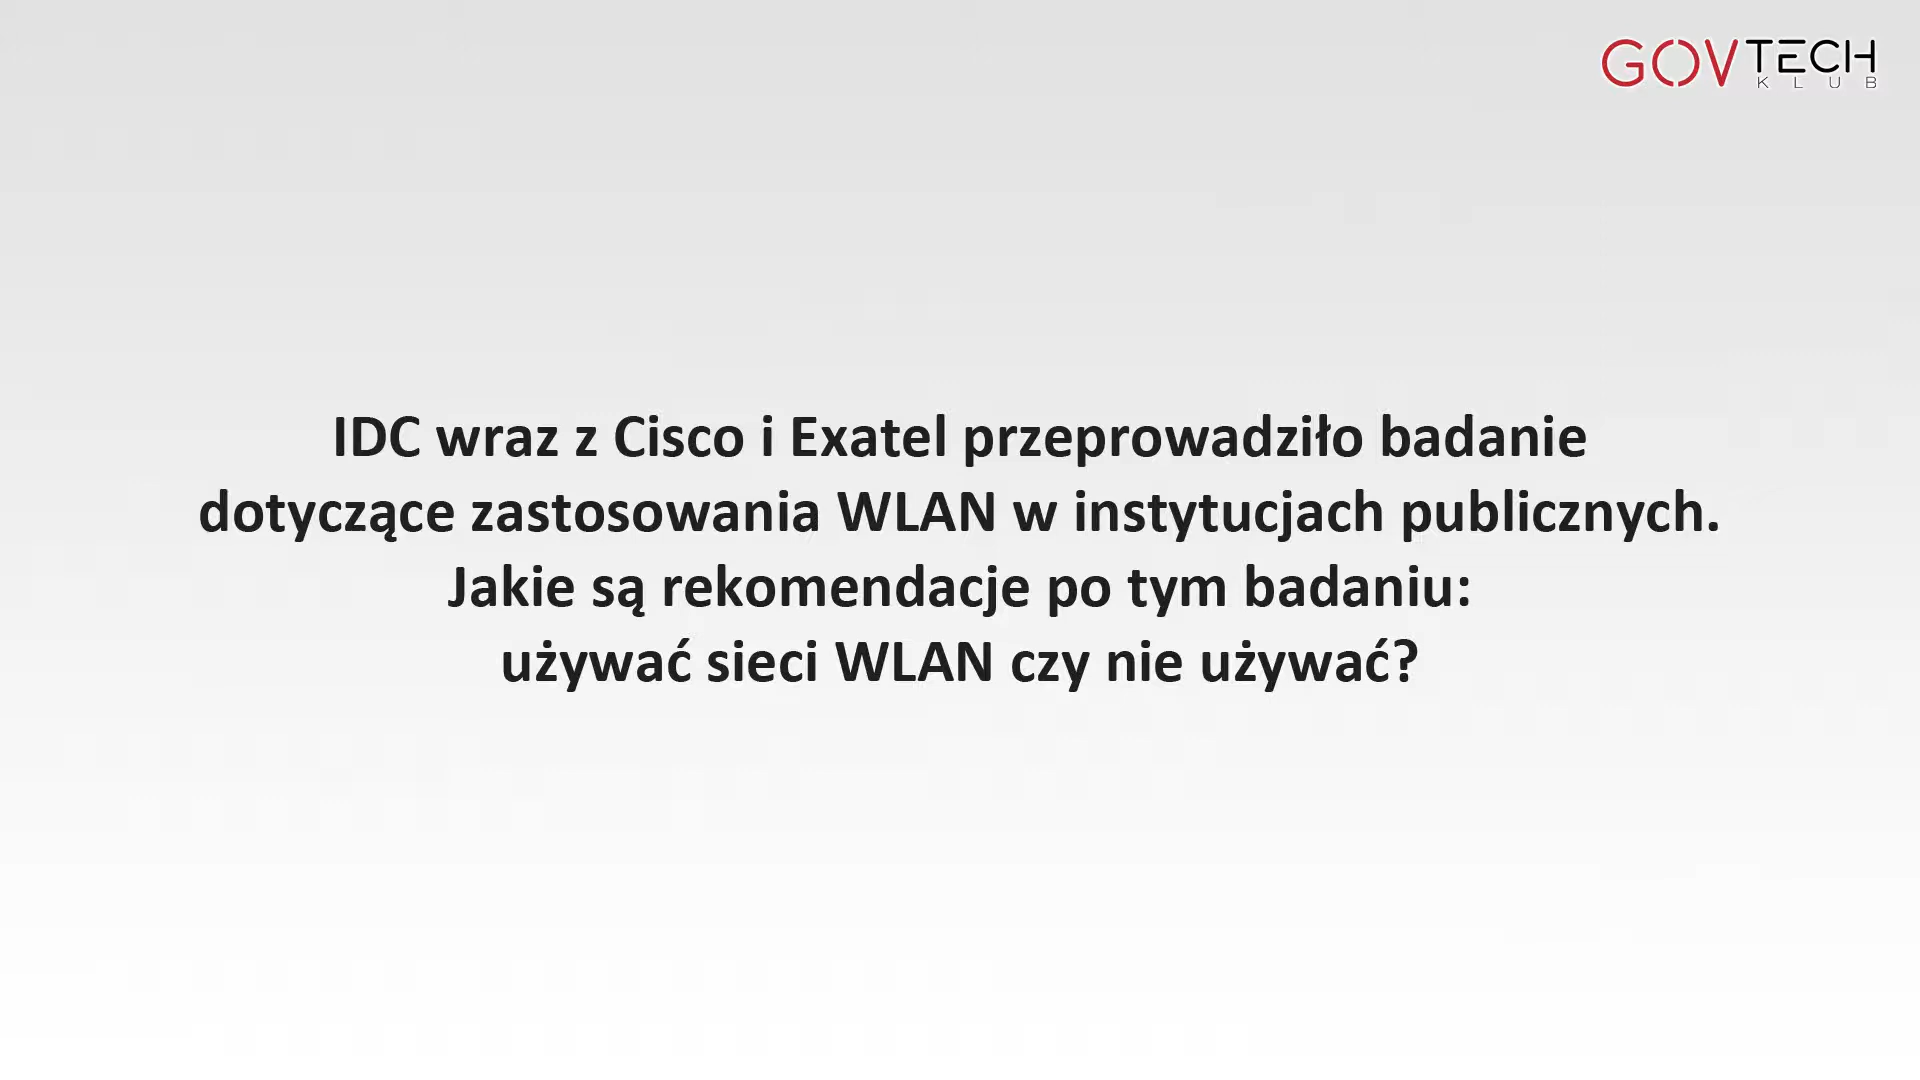 GOVTECH
KLUB
IDC wraz z Cisco i Exatel przeprowadziło badanie
dotyczące zastosowania WLAN w instytucjach publicznych.
Jakie są rekomendacje po tym badaniu:
używać sieci WLAN czy nie używać?